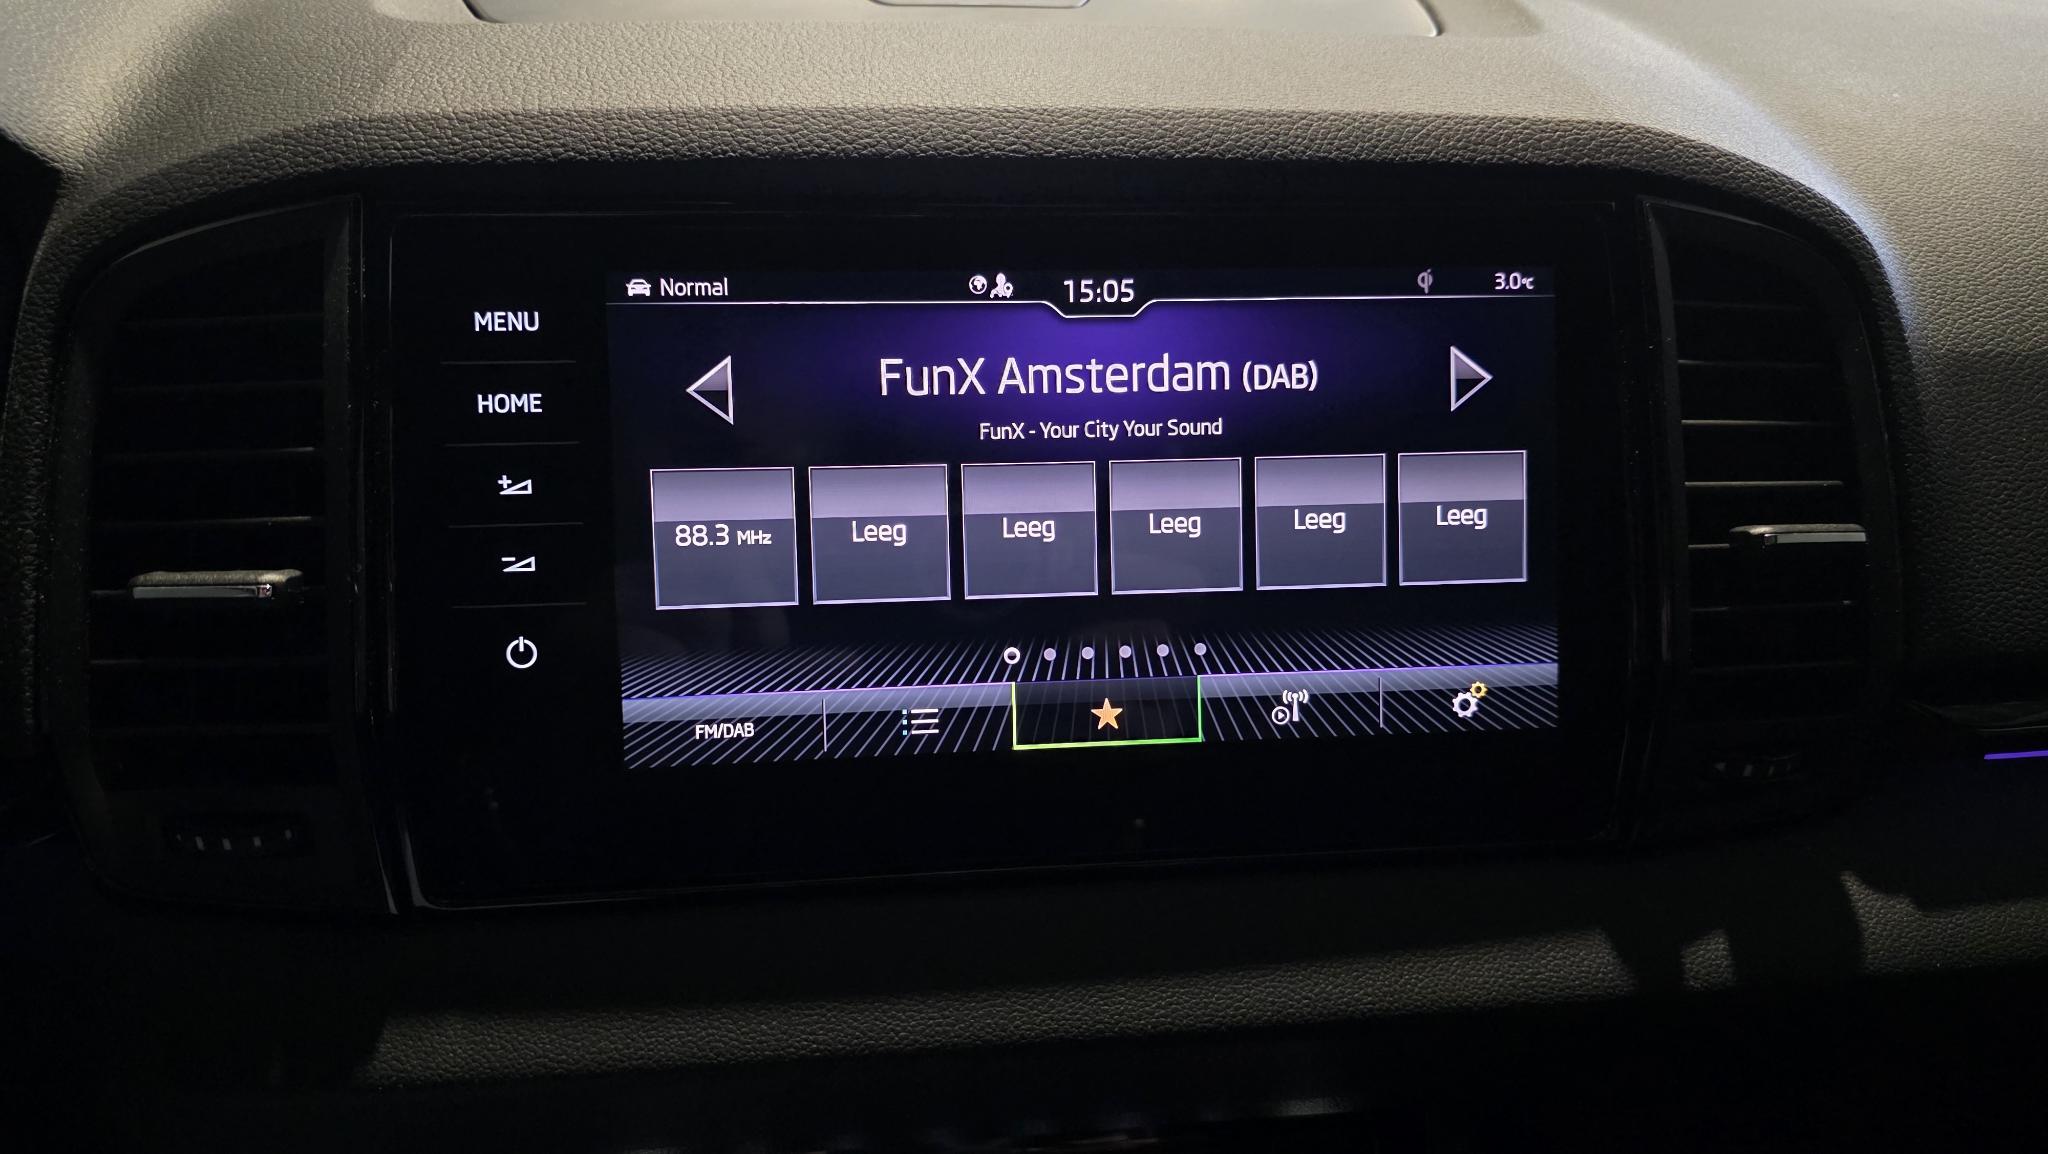 Normal
15:05
3.0°C
MENU
HOME
FunX Amsterdam (DAB)
FunX - Your City Your Sound
88.3 MHz
Leeg
Leeg
Leeg
Leeg
Leeg
FM/DAB